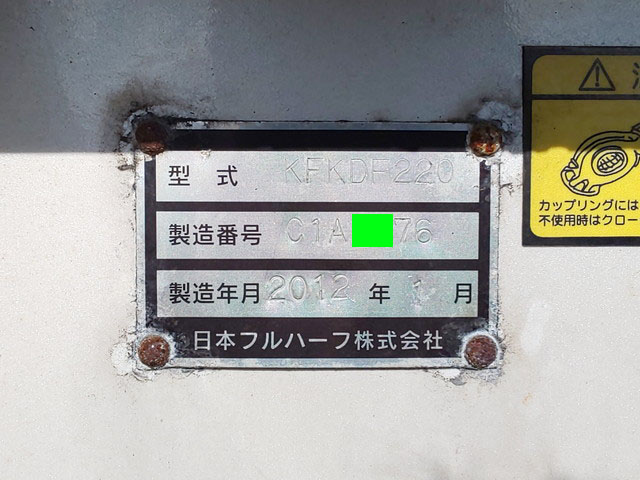 型式 KFKDF220
製造番号 C1A 76
製造年月 2012 年 1 月
日本フルハーフ株式会社
カップリングには
不使用時はクロー